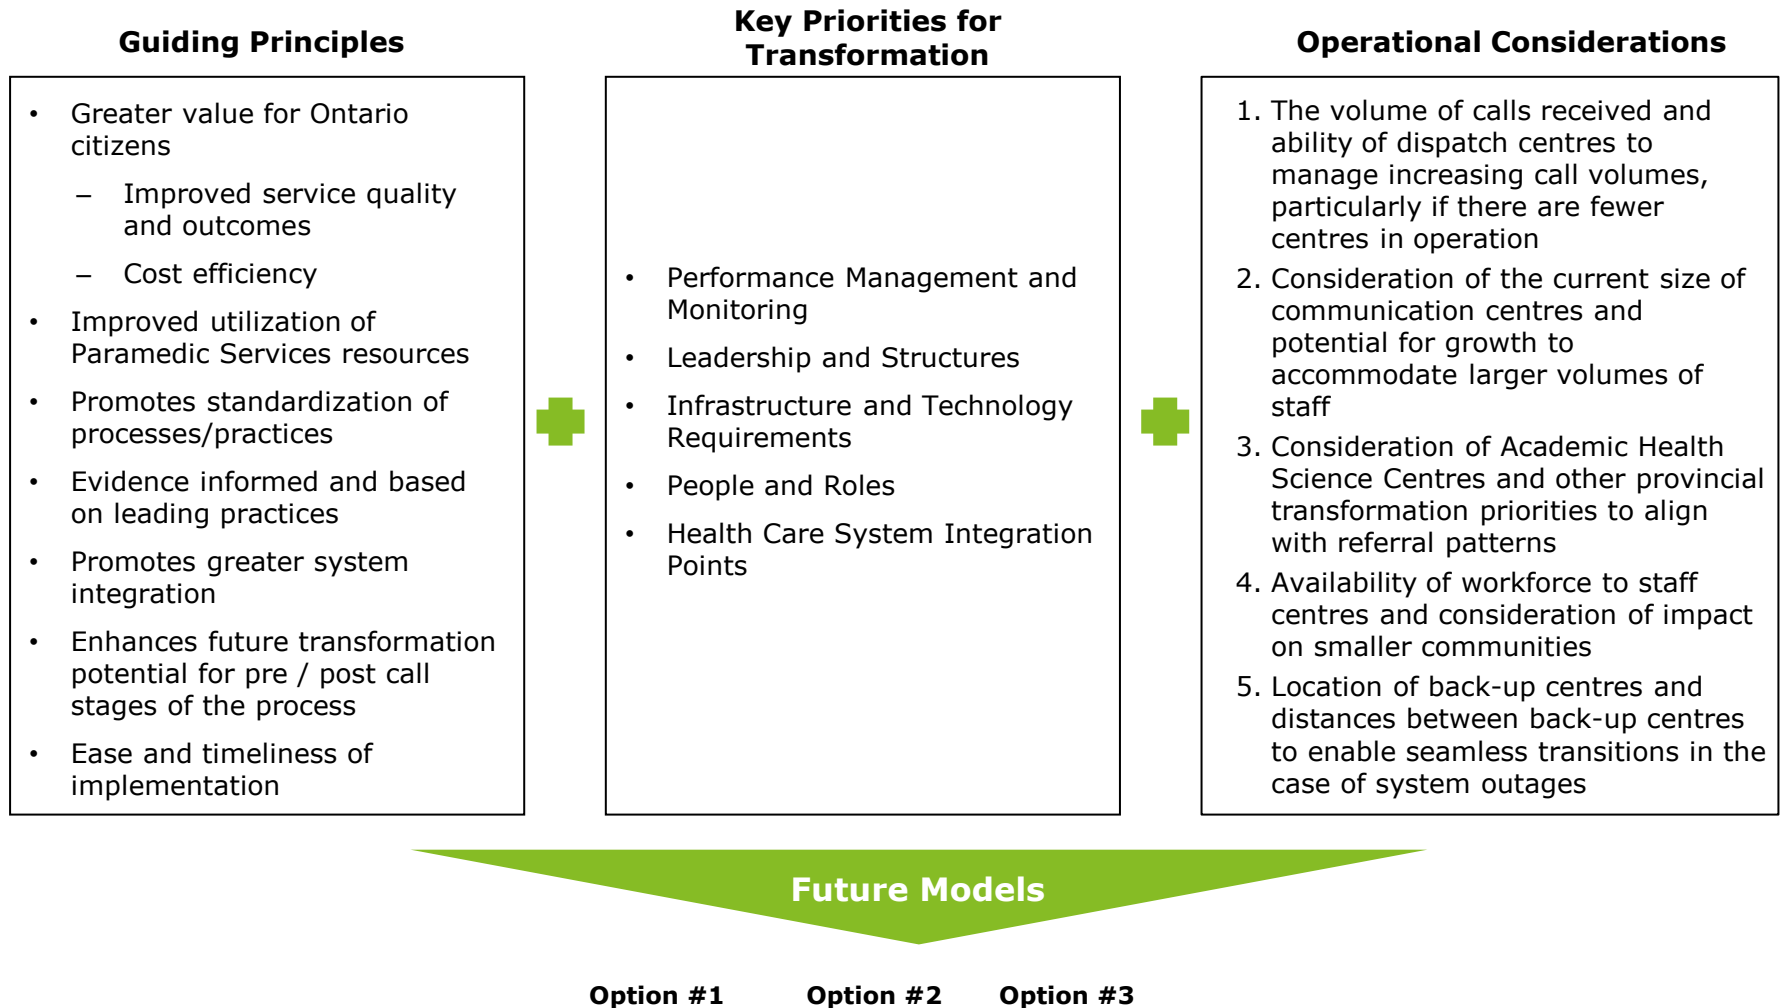 Guiding Principles
• Greater value for Ontario
citizens
– Improved service quality
and outcomes
– Cost efficiency
• Improved utilization of
Paramedic Services resources
• Promotes standardization of
processes/practices
• Evidence informed and based
on leading practices
• Promotes greater system
integration
• Enhances future transformation
potential for pre / post call
stages of the process
• Ease and timeliness of
implementation
Key Priorities for
Transformation
• Performance Management and
Monitoring
• Leadership and Structures
• Infrastructure and Technology
Requirements
• People and Roles
• Health Care System Integration
Points
Operational Considerations
1. The volume of calls received and
ability of dispatch centres to
manage increasing call volumes,
particularly if there are fewer
centres in operation
2. Consideration of the current size of
communication centres and
potential for growth to
accommodate larger volumes of
staff
3. Consideration of Academic Health
Science Centres and other provincial
transformation priorities to align
with referral patterns
4. Availability of workforce to staff
centres and consideration of impact
on smaller communities
5. Location of back-up centres and
distances between back-up centres
to enable seamless transitions in the
case of system outages
Future Models
Option #1 Option #2 Option #3